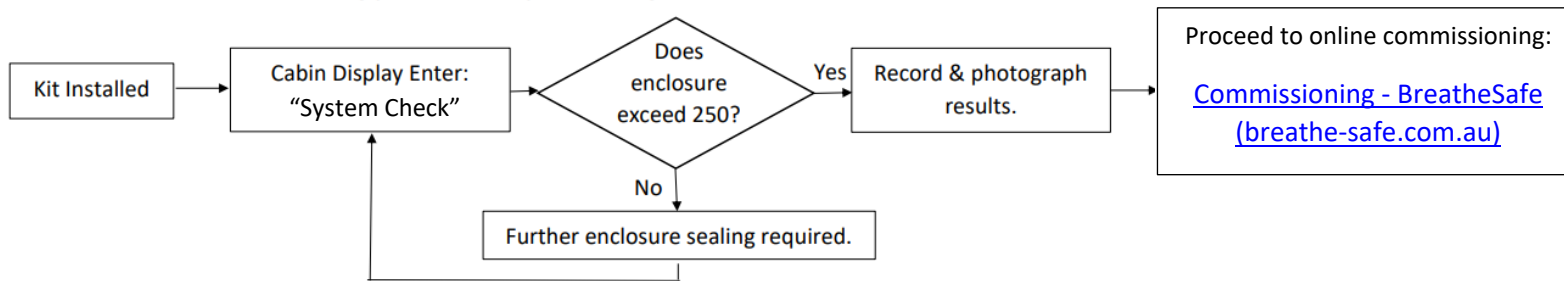 Kit Installed
Cabin Display Enter:
“System Check”
Does
enclosure
exceed 250?
Yes
Record & photograph
results.
Proceed to online commissioning:
Commissioning - BreatheSafe
(breathe-safe.com.au)
No
Further enclosure sealing required.